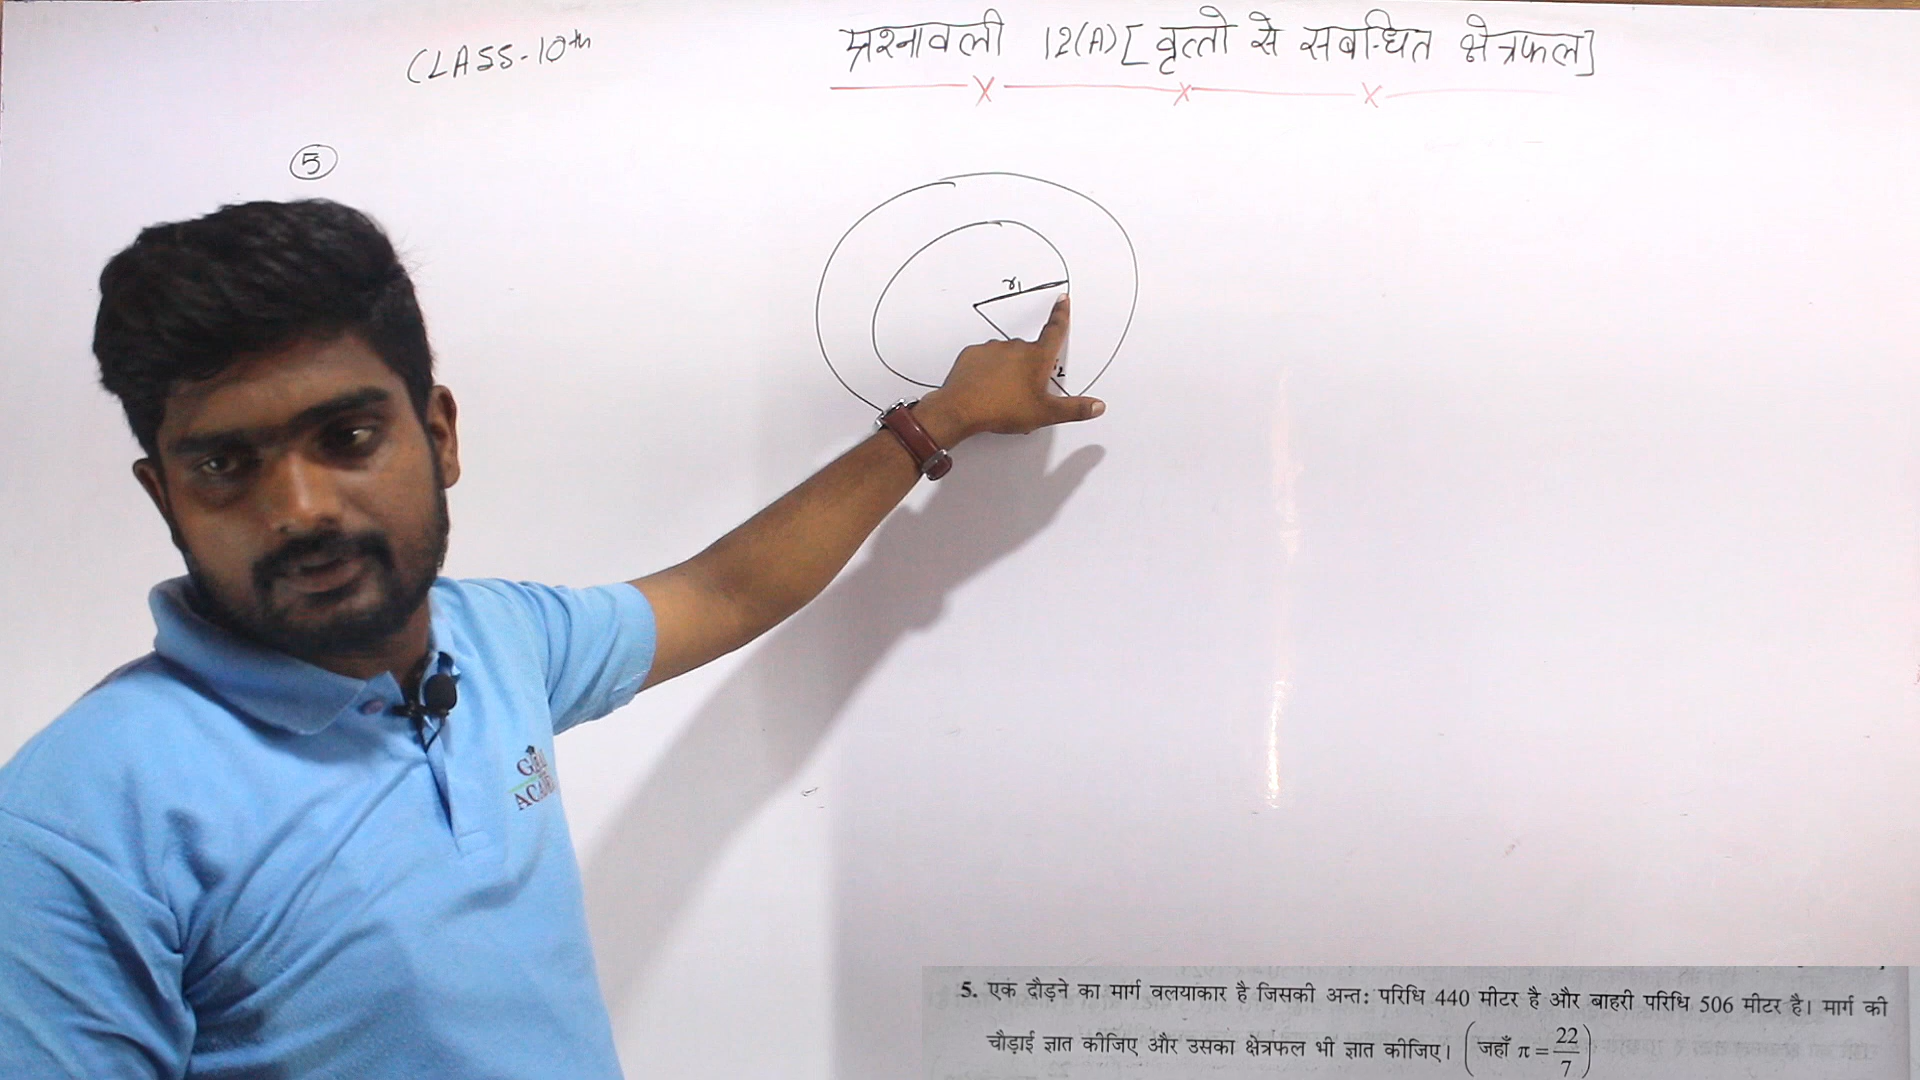 CLASS-10th
प्रश्नावली 12(A) [वृत्तो से सबन्धित क्षेत्रफल]
5
r1
r2
5. एक दौड़ने का मार्ग वलयाकार है जिसकी अन्त: परिधि 440 मीटर है और बाहरी परिधि 506 मीटर है। मार्ग की
चौड़ाई ज्ञात कीजिए और उसका क्षेत्रफल भी ज्ञात कीजिए। (जहाँ π = 22/7)